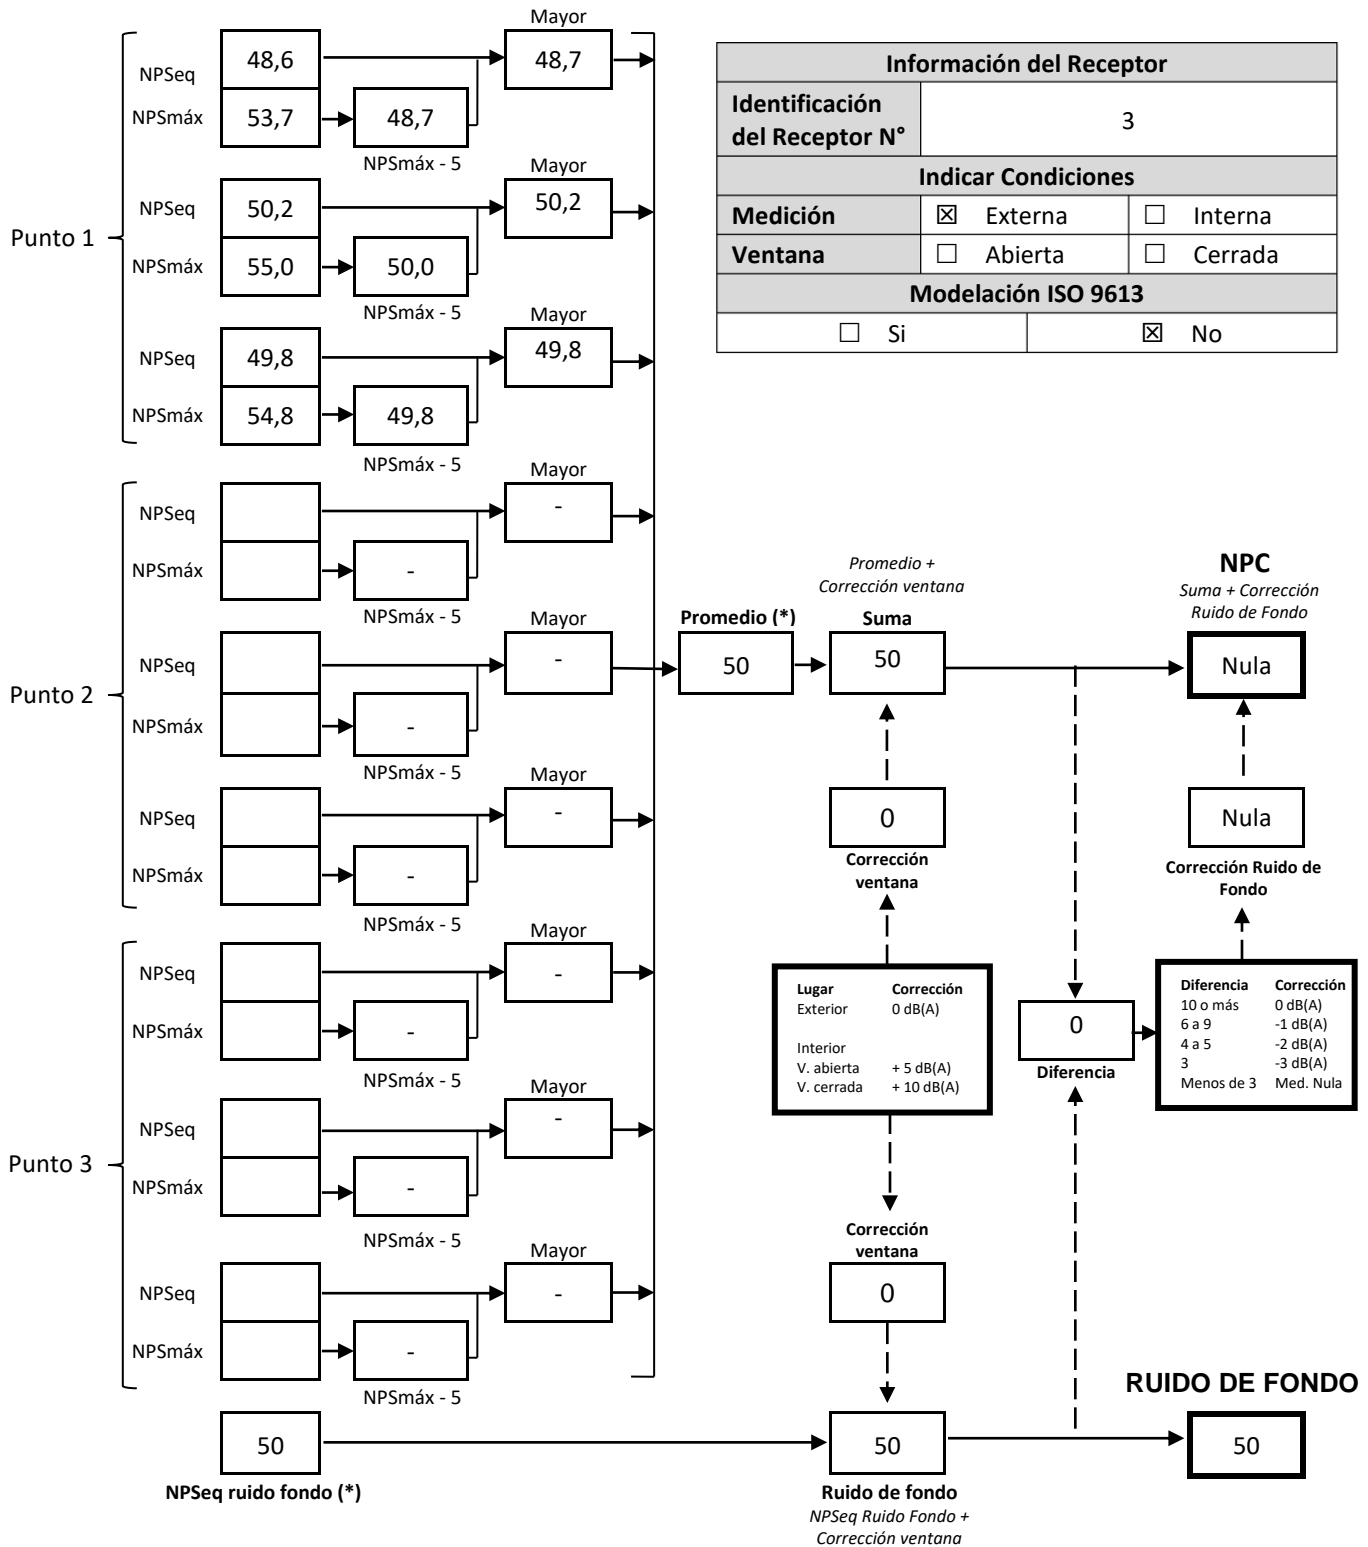 Mayor
NPSeq 48,6 48,7
NPSmáx 53,7 48,7
NPSmáx - 5
Mayor
NPSeq 50,2 50,2
Punto 1
NPSmáx 55,0 50,0
NPSmáx - 5
Mayor
NPSeq 49,8 49,8
NPSmáx 54,8 49,8
NPSmáx - 5
Información del Receptor
Identificación
del Receptor N° 3
Indicar Condiciones
Medición ☒ Externa ☐ Interna
Ventana ☐ Abierta ☐ Cerrada
Modelación ISO 9613
☐ Si ☒ No
Mayor
NPSeq -
NPSmáx -
NPSmáx - 5
Mayor
NPSeq -
Punto 2
NPSmáx -
NPSmáx - 5
Mayor
NPSeq -
NPSmáx -
NPSmáx - 5
Mayor
NPSeq -
NPSmáx -
NPSmáx - 5
Mayor
NPSeq -
Punto 3
NPSmáx -
NPSmáx - 5
Mayor
NPSeq -
NPSmáx -
NPSmáx - 5
Promedio (*)
50
Promedio +
Corrección ventana
Suma
50
0
Corrección
ventana
Lugar Corrección
Exterior 0 dB(A)
Interior
V. abierta + 5 dB(A)
V. cerrada + 10 dB(A)
Corrección
ventana
0
NPC
Suma + Corrección
Ruido de Fondo
Nula
Nula
Corrección Ruido de
Fondo
0
Diferencia
Diferencia Corrección
10 o más 0 dB(A)
6 a 9 -1 dB(A)
4 a 5 -2 dB(A)
3 -3 dB(A)
Menos de 3 Med. Nula
50
NPSeq ruido fondo (*)
50
Ruido de fondo
NPSeq Ruido Fondo +
Corrección ventana
RUIDO DE FONDO
50